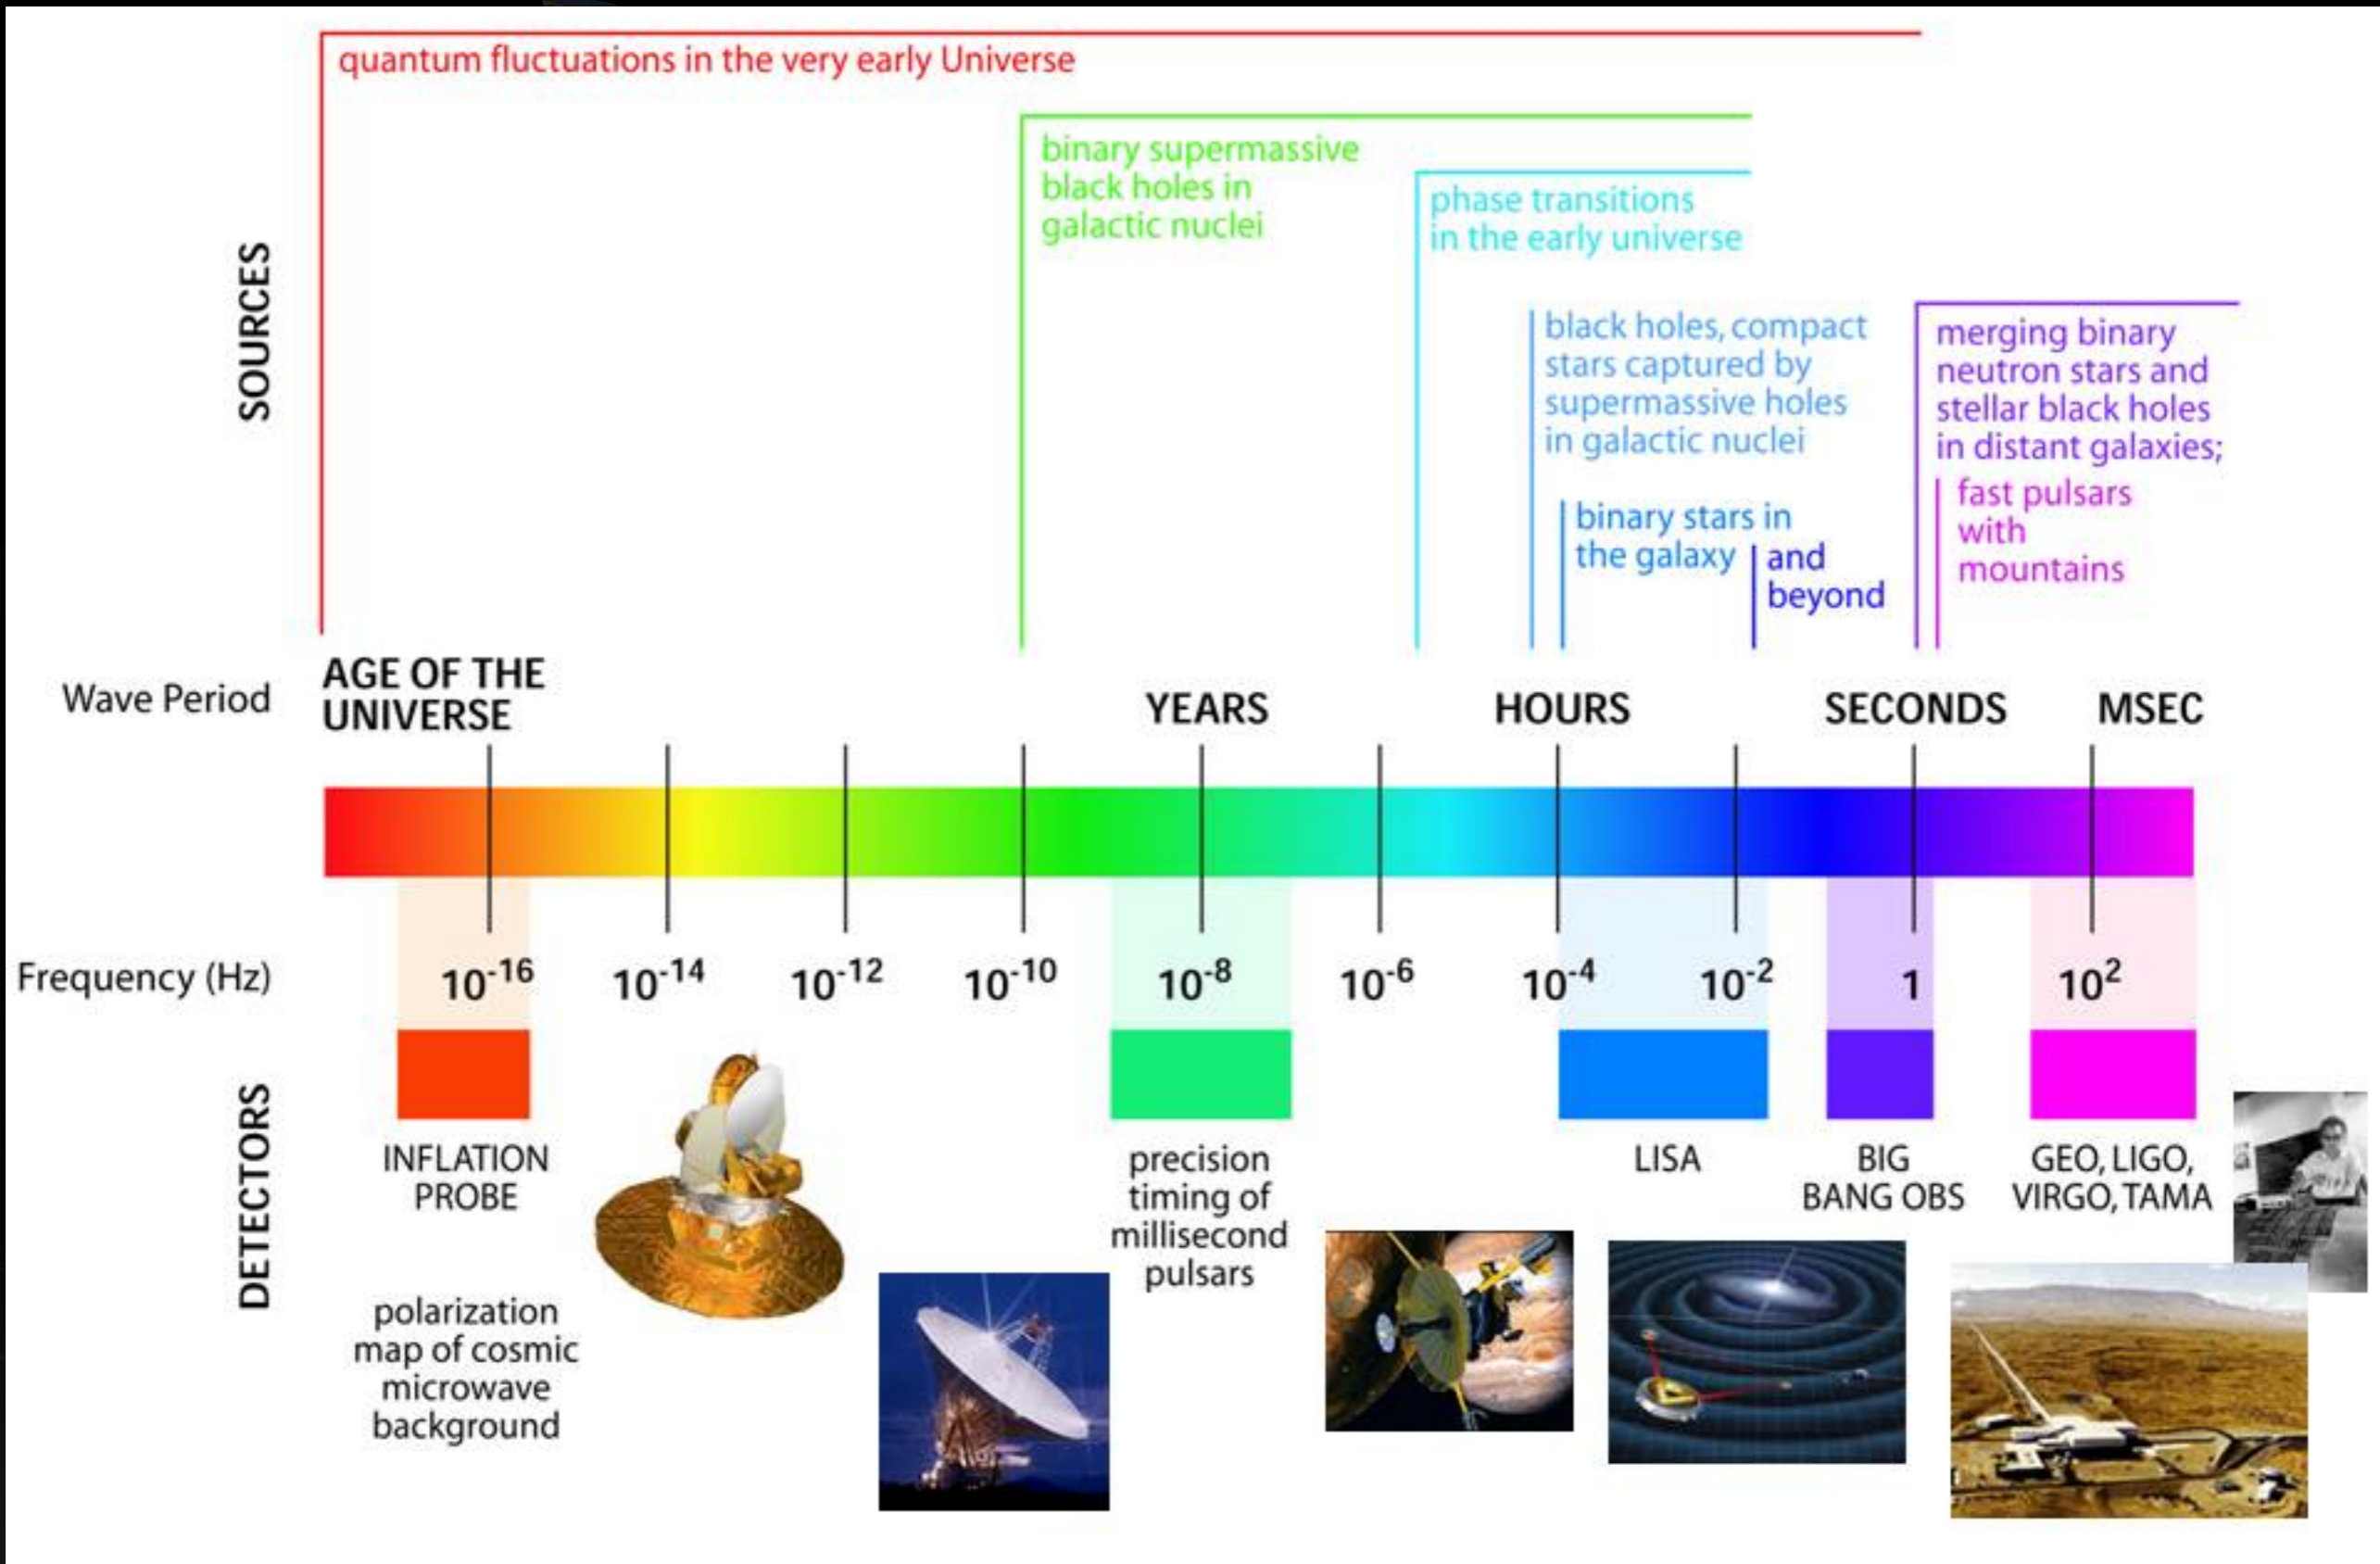 quantum fluctuations in the very early Universe
binary supermassive
black holes in
galactic nuclei
phase transitions
in the early universe
SOURCES
black holes, compact
stars captured by
supermassive holes
in galactic nuclei
merging binary
neutron stars and
stellar black holes
in distant galaxies;
fast pulsars
with
mountains
binary stars in
the galaxy
and
beyond
Wave Period
AGE OF THE
UNIVERSE
YEARS
HOURS
SECONDS
MSEC
Frequency (Hz)
10⁻¹⁶
10⁻¹⁴
10⁻¹²
10⁻¹⁰
10⁻⁸
10⁻⁶
10⁻⁴
10⁻²
1
10²
DETECTORS
INFLATION
PROBE
polarization
map of cosmic
microwave
background
precision
timing of
millisecond
pulsars
LISA
BIG
BANG OBS
GEO, LIGO,
VIRGO, TAMA